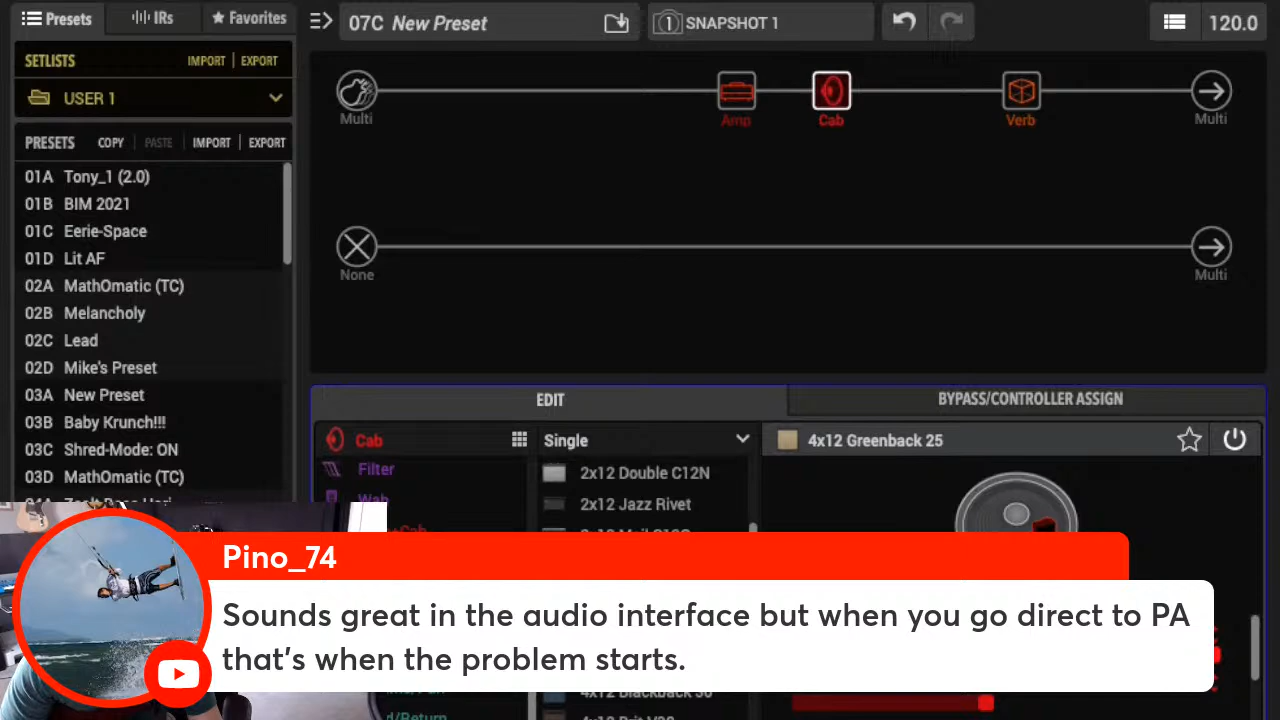 Presets
IRs
Favorites
07C New Preset
1 SNAPSHOT 1
120.0
SETLISTS IMPORT EXPORT
USER 1
PRESETS COPY PASTE IMPORT EXPORT
01A Tony_1 (2.0)
01B BIM 2021
01C Eerie-Space
01D Lit AF
02A MathOmatic (TC)
02B Melancholy
02C Lead
02D Mike's Preset
03A New Preset
03B Baby Krunch!!!
03C Shred-Mode: ON
03D MathOmatic (TC)
Multi
Amp
Cab
Verb
Multi
None
Multi
EDIT
BYPASS/CONTROLLER ASSIGN
Cab
Filter
Wah
Single
2x12 Double C12N
2x12 Jazz Rivet
4x12 Greenback 25
Pino_74
Sounds great in the audio interface but when you go direct to PA
that's when the problem starts.